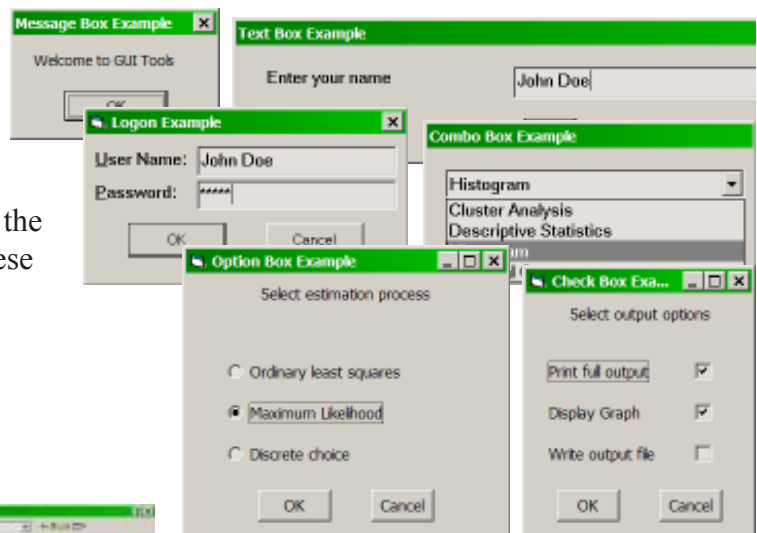 Message Box Example
Welcome to GUI Tools
OK
Text Box Example
Enter your name
John Doe
Logon Example
User Name:
John Doe
Password:
*****
OK
Cancel
the
ese
Combo Box Example
Histogram
Cluster Analysis
Descriptive Statistics
Option Box Example
Select estimation process
Ordinary least squares
Maximum Likelihood
Discrete choice
OK
Cancel
Check Box Exa...
Select output options
Print full output
Display Graph
Write output file
OK
Cancel